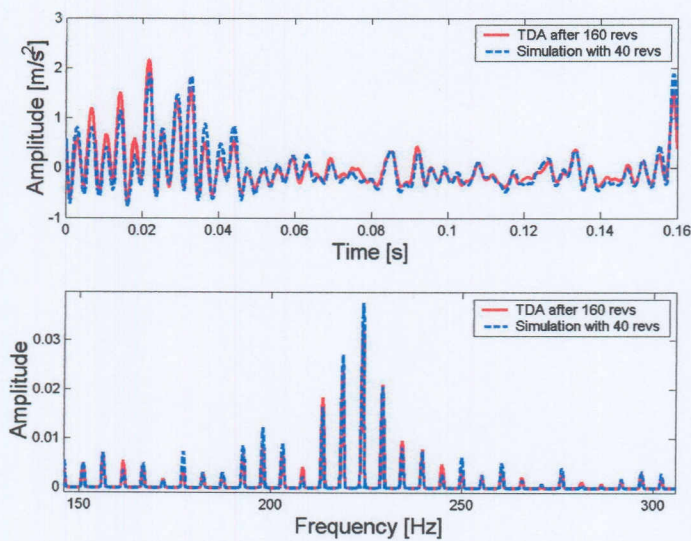 3
TDA after 160 revs
Simulation with 40 revs
2
1
0
-1
Amplitude [m/s²]
0
0.02
0.04
0.06
0.08
0.1
0.12
0.14
0.16
Time [s]
TDA after 160 revs
Simulation with 40 revs
0.03
0.02
0.01
0
Amplitude
150
200
250
300
Frequency [Hz]